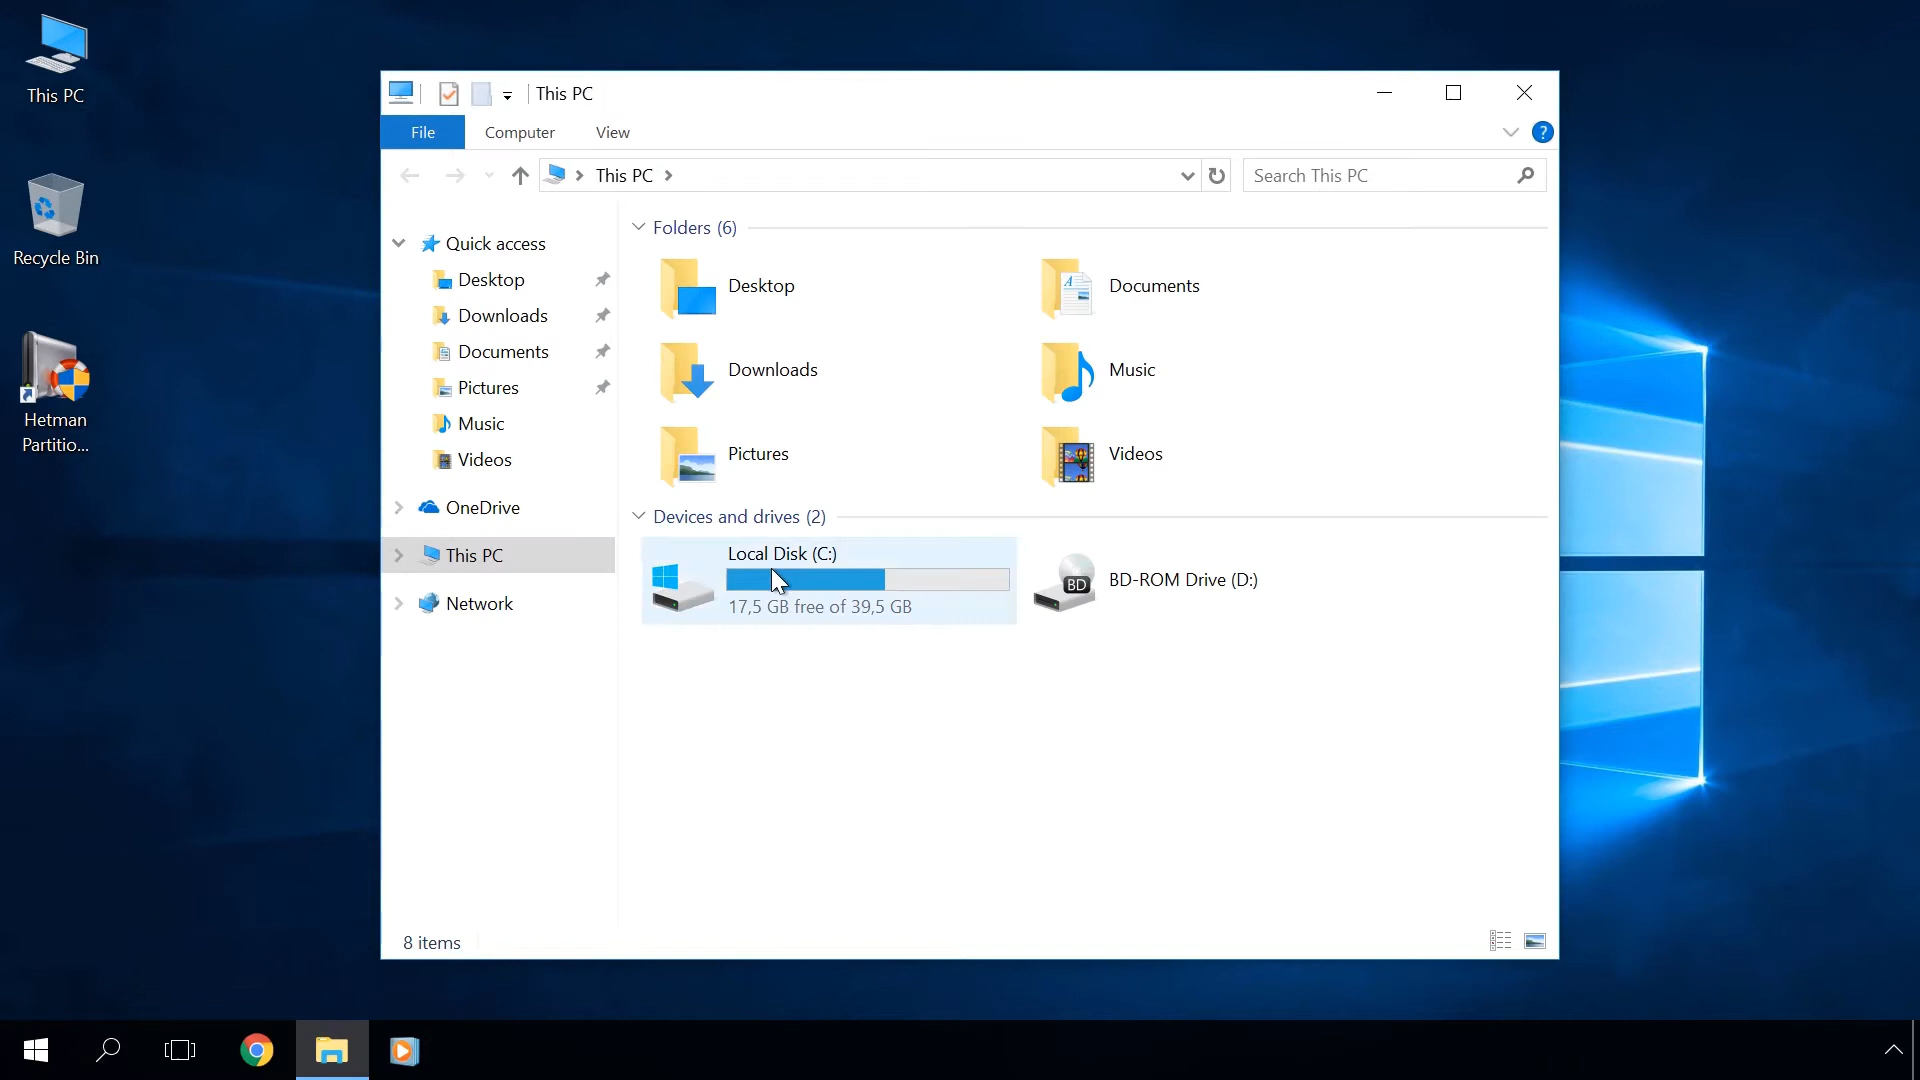 This PC
Recycle Bin
Hetman
Partitio...
This PC
File
Computer
View
?
This PC
Search This PC
Quick access
Desktop
Downloads
Documents
Pictures
Music
Videos
OneDrive
This PC
Network
Folders (6)
Desktop
Documents
Downloads
Music
Pictures
Videos
Devices and drives (2)
Local Disk (C:)
17,5 GB free of 39,5 GB
BD
BD-ROM Drive (D:)
8 items